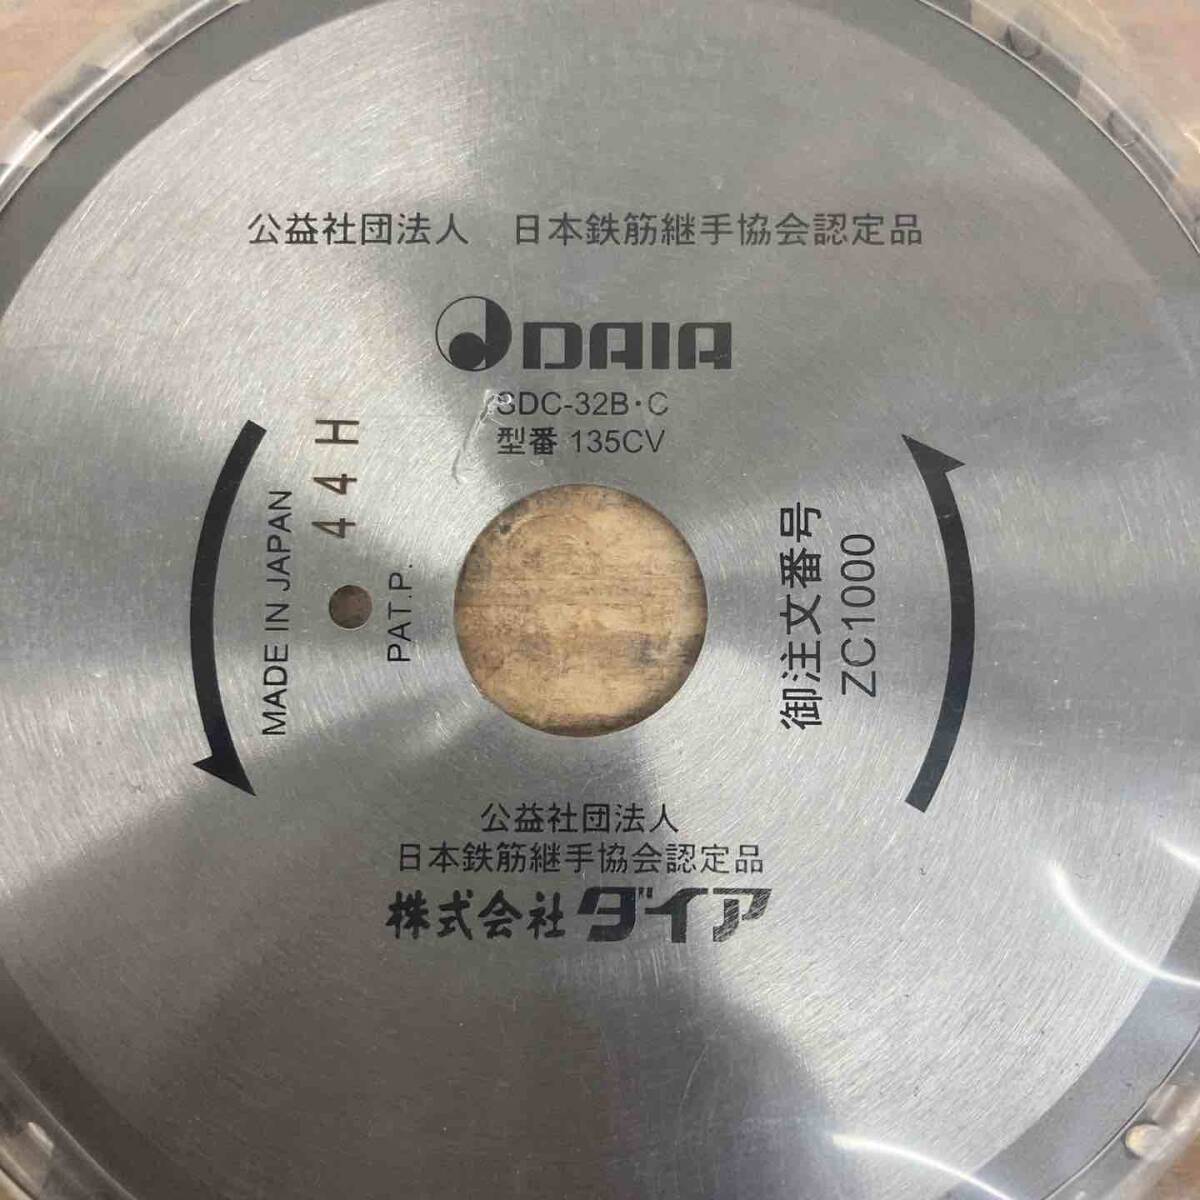 公益社団法人　日本鉄筋継手協会認定品
DAIA
SDC-32B・C
型番 135CV
44H
MADE IN JAPAN
PAT.P.
御注文番号
ZC1000
公益社団法人
日本鉄筋継手協会認定品
株式会社 ダイア